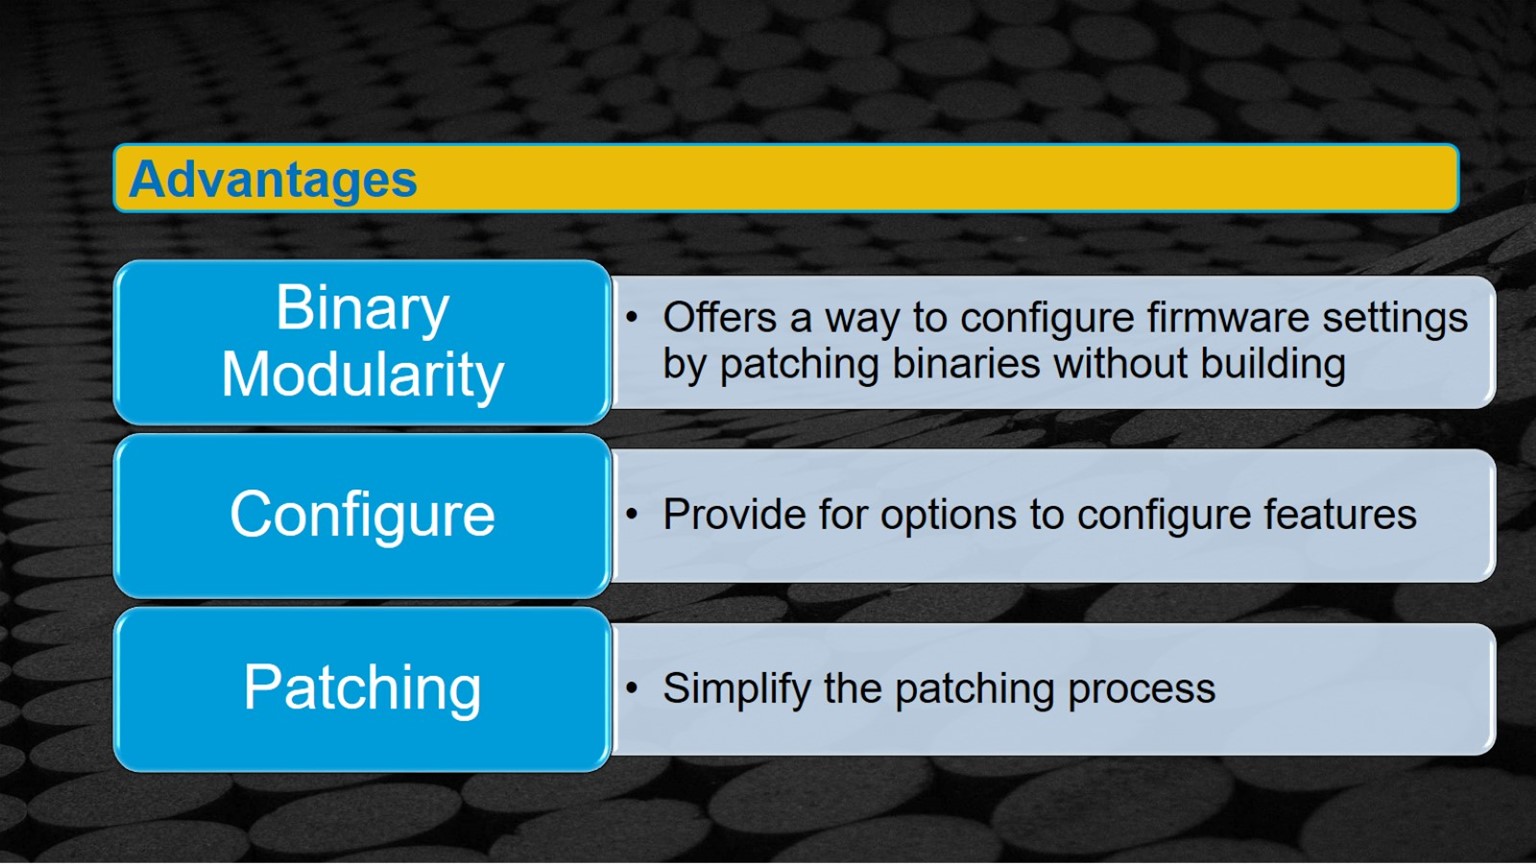 Advantages
Binary
Modularity
• Offers a way to configure firmware settings
by patching binaries without building
Configure
• Provide for options to configure features
Patching
• Simplify the patching process